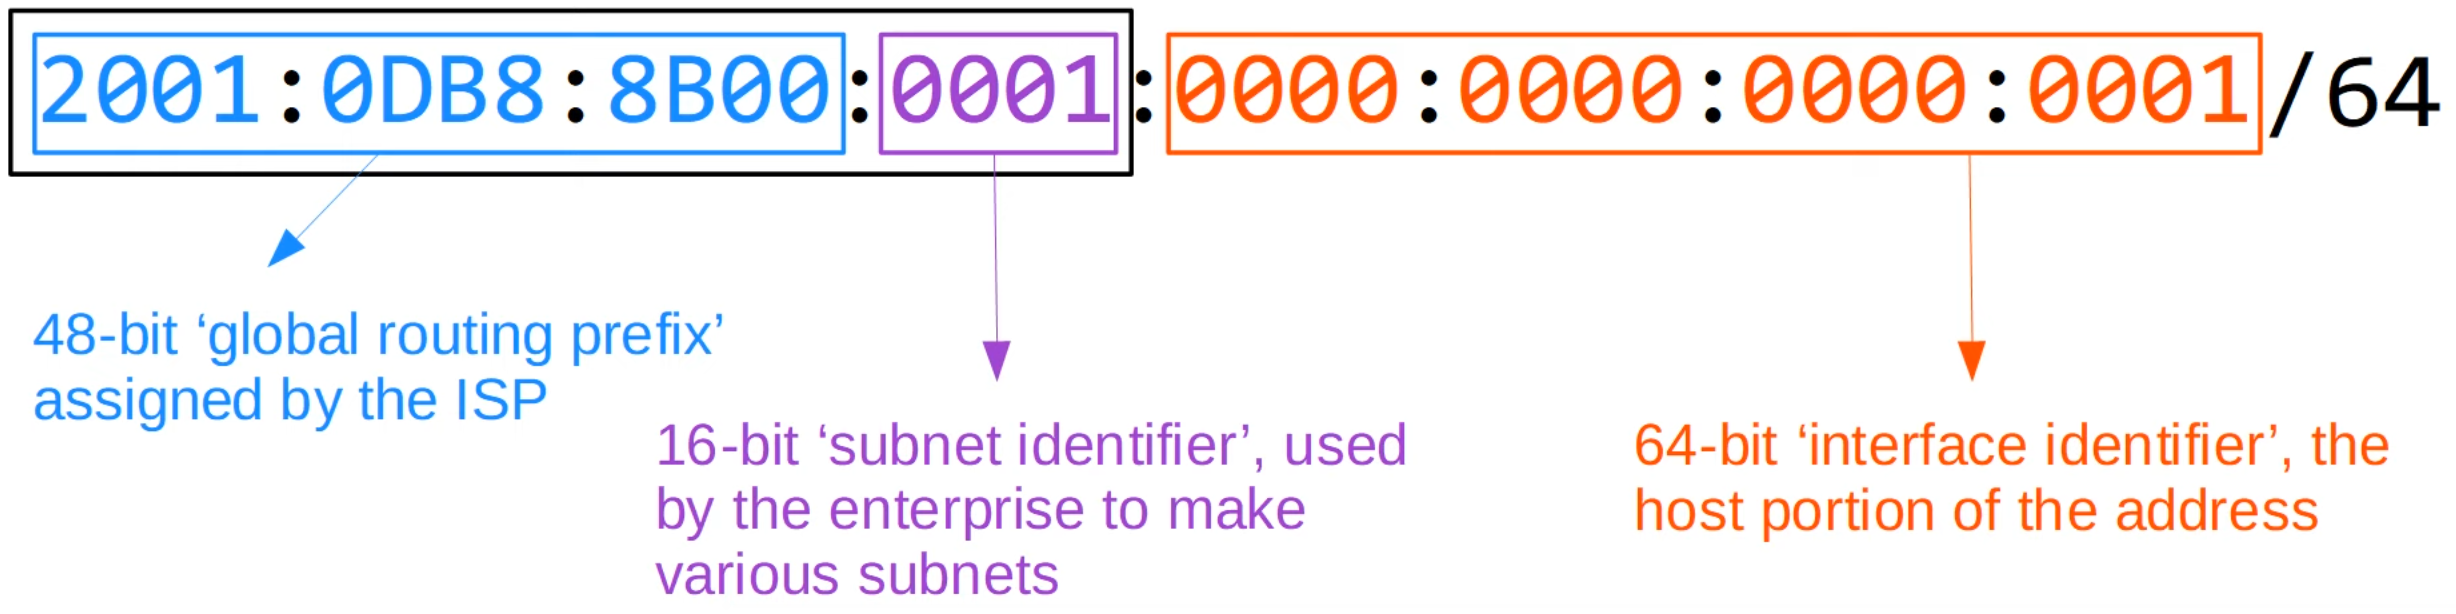 2001:0DB8:8B00:0001:0000:0000:0000:0001/64
48-bit ‘global routing prefix’
assigned by the ISP
16-bit ‘subnet identifier’, used
by the enterprise to make
various subnets
64-bit ‘interface identifier’, the
host portion of the address